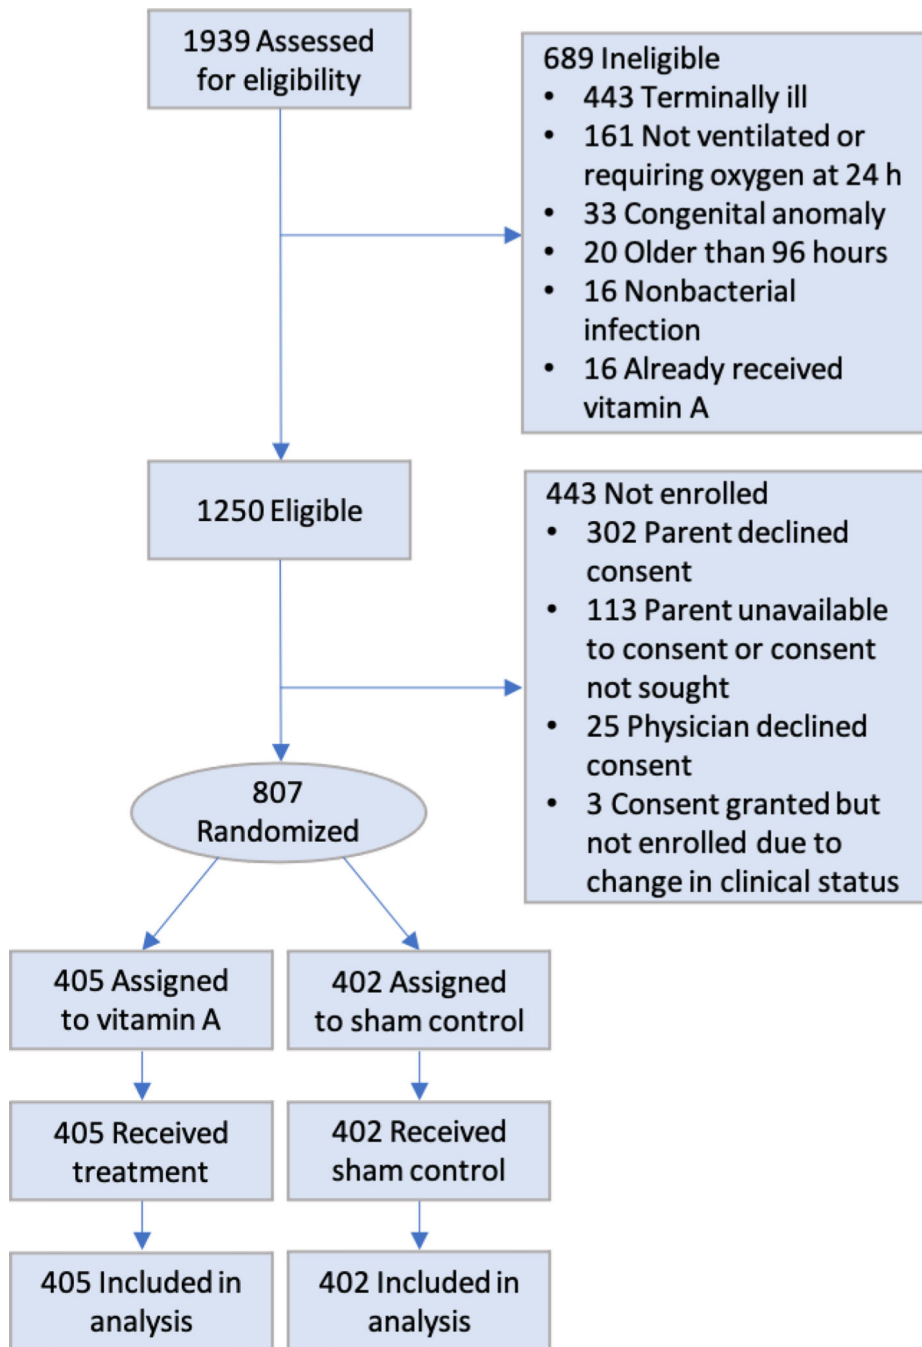 1939 Assessed
for eligibility
689 Ineligible
• 443 Terminally ill
• 161 Not ventilated or
requiring oxygen at 24 h
• 33 Congenital anomaly
• 20 Older than 96 hours
• 16 Nonbacterial
infection
• 16 Already received
vitamin A
1250 Eligible
443 Not enrolled
• 302 Parent declined
consent
• 113 Parent unavailable
to consent or consent
not sought
• 25 Physician declined
consent
• 3 Consent granted but
not enrolled due to
change in clinical status
807
Randomized
405 Assigned
to vitamin A
402 Assigned
to sham control
405 Received
treatment
402 Received
sham control
405 Included in
analysis
402 Included in
analysis